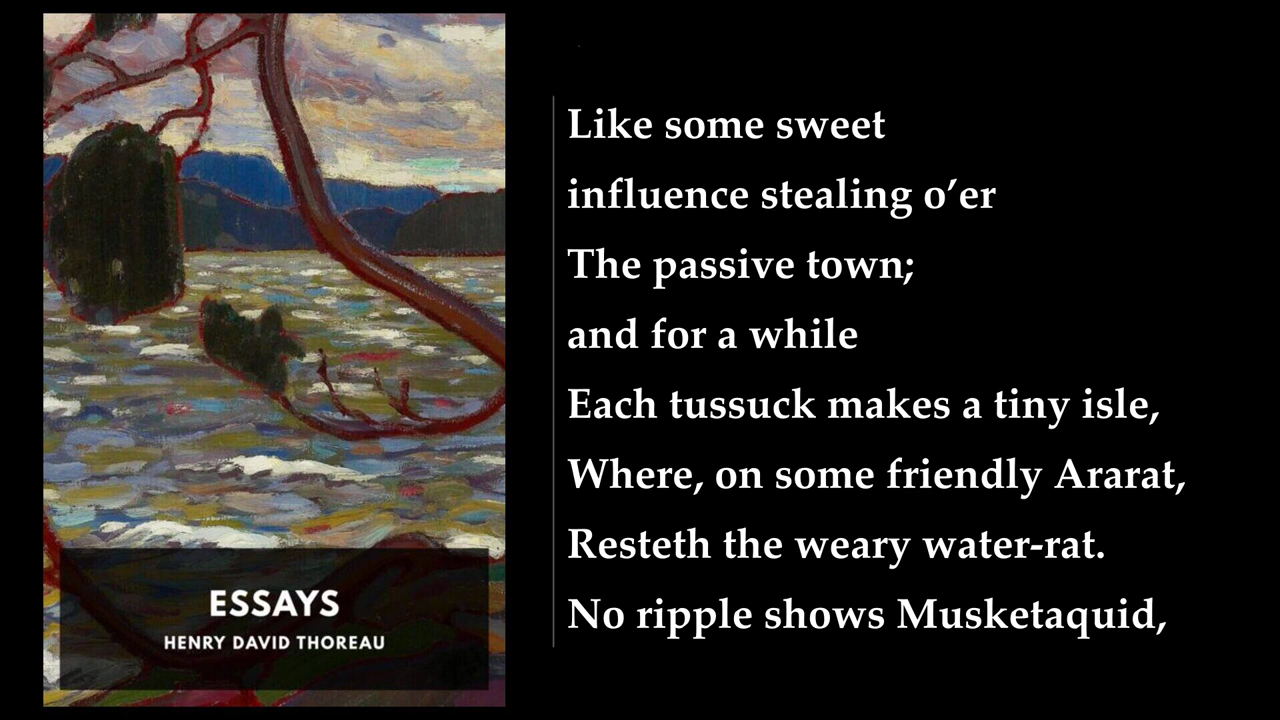 ESSAYS
HENRY DAVID THOREAU
Like some sweet
influence stealing o’er
The passive town;
and for a while
Each tussuck makes a tiny isle,
Where, on some friendly Ararat,
Resteth the weary water-rat.
No ripple shows Musketaquid,